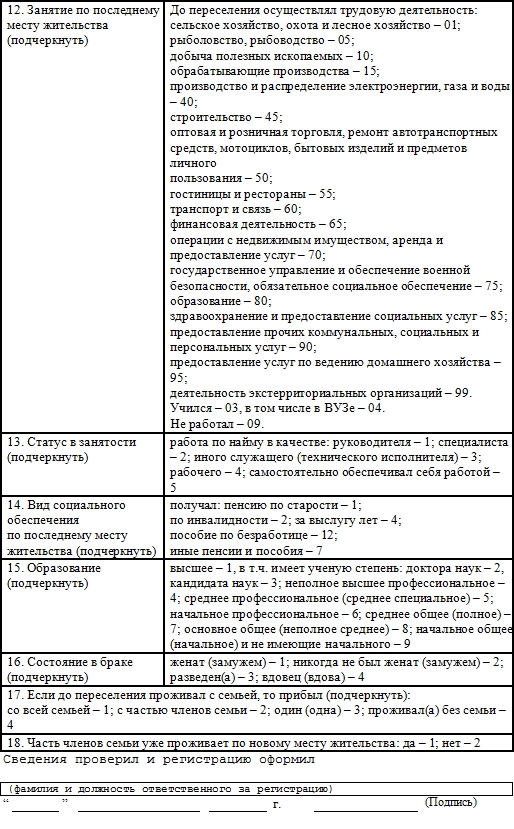 12. Занятие по последнему
месту жительства
(подчеркнуть)
До переселения осуществлял трудовую деятельность:
сельское хозяйство, охота и лесное хозяйство – 01;
рыболовство, рыбоводство – 05;
добыча полезных ископаемых – 10;
обрабатывающие производства – 15;
производство и распределение электроэнергии, газа и воды
– 40;
строительство – 45;
оптовая и розничная торговля, ремонт автотранспортных
средств, мотоциклов, бытовых изделий и предметов
личного
пользования – 50;
гостиницы и рестораны – 55;
транспорт и связь – 60;
финансовая деятельность – 65;
операции с недвижимым имуществом, аренда и
предоставление услуг – 70;
государственное управление и обеспечение военной
безопасности, обязательное социальное обеспечение – 75;
образование – 80;
здравоохранение и предоставление социальных услуг – 85;
предоставление прочих коммунальных, социальных и
персональных услуг – 90;
предоставление услуг по ведению домашнего хозяйства –
95;
деятельность экстерриториальных организаций – 99.
Учился – 03, в том числе в ВУЗе – 04.
Не работал – 09.
13. Статус в занятости
(подчеркнуть)
работа по найму в качестве: руководителя – 1; специалиста
– 2; иного служащего (технического исполнителя) – 3;
рабочего – 4; самостоятельно обеспечивал себя работой –
5
14. Вид социального
обеспечения
по последнему месту
жительства (подчеркнуть)
получал: пенсию по старости – 1;
по инвалидности – 2; за выслугу лет – 4;
пособие по безработице – 12;
иные пенсии и пособия – 7
15. Образование
(подчеркнуть)
высшее – 1, в т.ч. имеет ученую степень: доктора наук – 2,
кандидата наук – 3; неполное высшее профессиональное –
4; среднее профессиональное (среднее специальное) – 5;
начальное профессиональное – 6; среднее общее (полное) –
7; основное общее (неполное среднее) – 8; начальное общее
(начальное) и не имеющие начального – 9
16. Состояние в браке
(подчеркнуть)
женат (замужем) – 1; никогда не был женат (замужем) – 2;
разведен(а) – 3; вдовец (вдова) – 4
17. Если до переселения проживал с семьей, то прибыл (подчеркнуть):
со всей семьей – 1; с частью членов семьи – 2; один (одна) – 3; проживал(а) без семьи –
4
18. Часть членов семьи уже проживает по новому месту жительства: да – 1; нет – 2
Сведения проверил и регистрацию оформил
(фамилия и должность ответственного за регистрацию)
“ ________ ” ____________________ __________ г. __________________ (Подпись)